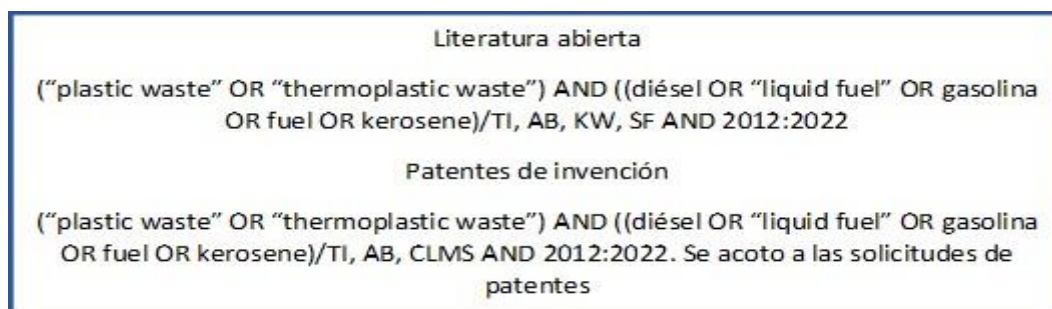 Literatura abierta
(“plastic waste” OR “thermoplastic waste”) AND ((diésel OR “liquid fuel” OR gasolina
OR fuel OR kerosene)/TI, AB, KW, SF AND 2012:2022
Patentes de invención
(“plastic waste” OR “thermoplastic waste”) AND ((diésel OR “liquid fuel” OR gasolina
OR fuel OR kerosene)/TI, AB, CLMS AND 2012:2022. Se acoto a las solicitudes de
patentes